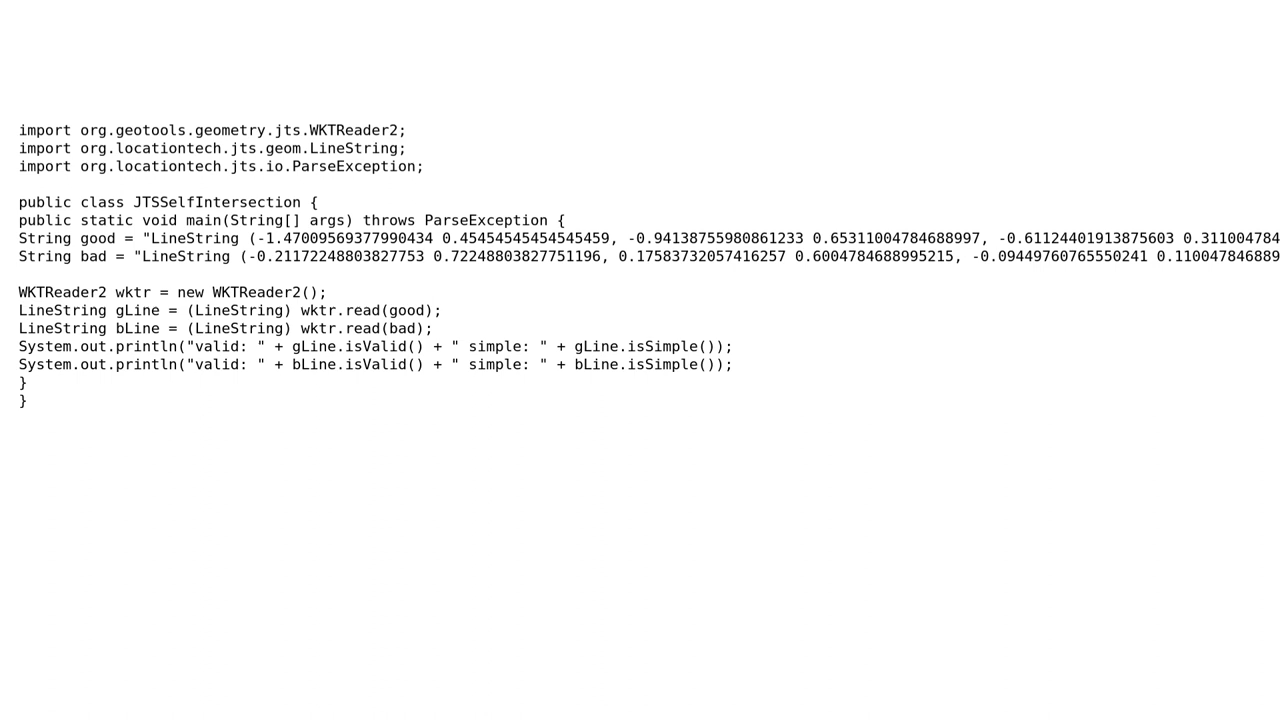 import org.geotools.geometry.jts.WKTReader2;
import org.locationtech.jts.geom.LineString;
import org.locationtech.jts.io.ParseException;
public class JTSSelfIntersection {
public static void main(String[] args) throws ParseException {
String good = "LineString (-1.47009569377990434 0.45454545454545459, -0.94138755980861233 0.65311004784688997, -0.61124401913875603 0.311004784
String bad = "LineString (-0.21172248803827753 0.72248803827751196, 0.17583732057416257 0.6004784688995215, -0.09449760765550241 0.110047846889
WKTReader2 wktr = new WKTReader2();
LineString gLine = (LineString) wktr.read(good);
LineString bLine = (LineString) wktr.read(bad);
System.out.println("valid: " + gLine.isValid() + " simple: " + gLine.isSimple());
System.out.println("valid: " + bLine.isValid() + " simple: " + bLine.isSimple());
}
}